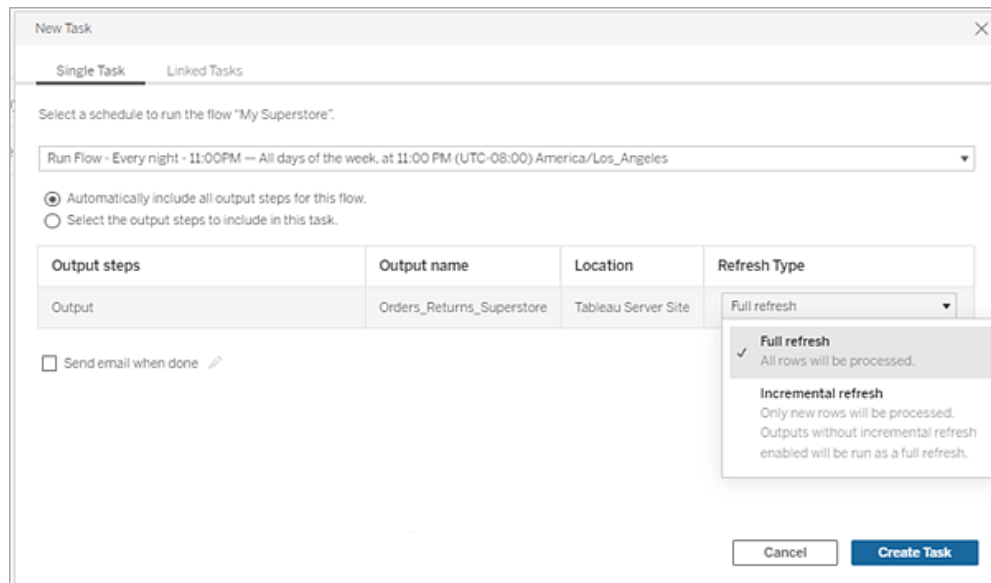 New Task
Single Task
Linked Tasks
Select a schedule to run the flow "My Superstore".
Run Flow - Every night - 11:00PM — All days of the week, at 11:00 PM (UTC-08:00) America/Los_Angeles
Automatically include all output steps for this flow.
Select the output steps to include in this task.
Output steps
Output name
Location
Refresh Type
Output
Orders_Returns_Superstore
Tableau Server Site
Full refresh
Full refresh
All rows will be processed.
Incremental refresh
Only new rows will be processed.
Outputs without incremental refresh
enabled will be run as a full refresh.
Send email when done
Cancel
Create Task